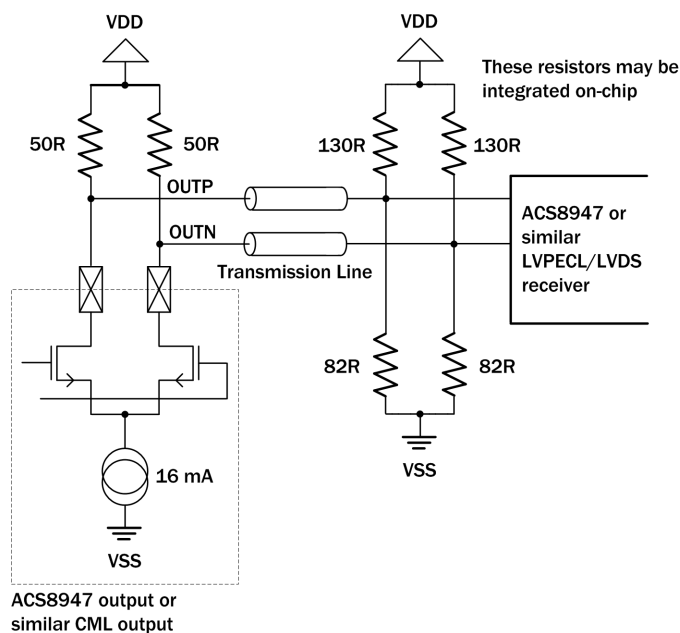 VDD
VDD
These resistors may be
integrated on-chip
50R
50R
130R
130R
OUTP
OUTN
Transmission Line
ACS8947 or
similar
LVPECL/LVDS
receiver
82R
82R
16 mA
VSS
VSS
ACS8947 output or
similar CML output